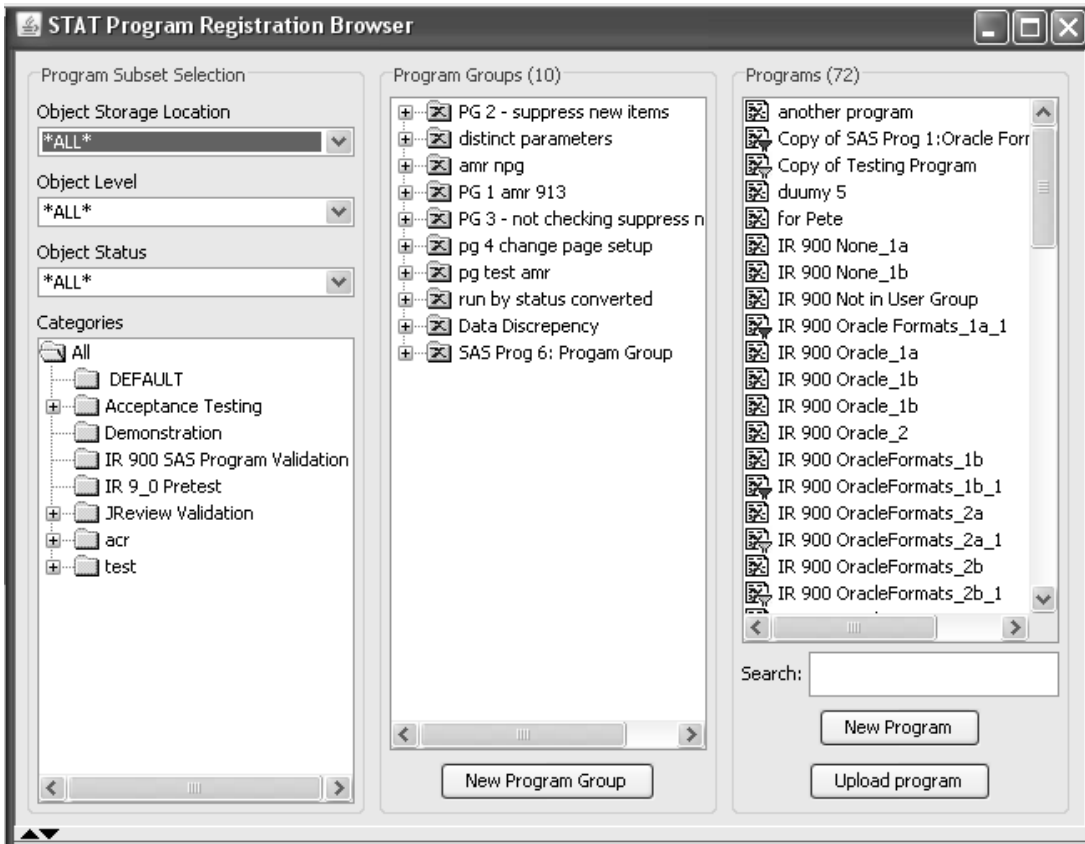 STAT Program Registration Browser
Program Subset Selection
Object Storage Location
*ALL*
Object Level
*ALL*
Object Status
*ALL*
Categories
All
DEFAULT
Acceptance Testing
Demonstration
IR 900 SAS Program Validation
IR 9_0 Pretest
JReview Validation
acr
test
Program Groups (10)
PG 2 - suppress new items
distinct parameters
amr npg
PG 1 amr 913
PG 3 - not checking suppress n
pg 4 change page setup
pg test amr
run by status converted
Data Discrepency
SAS Prog 6: Progam Group
New Program Group
Programs (72)
another program
Copy of SAS Prog 1:Oracle Forr
Copy of Testing Program
duumy 5
for Pete
IR 900 None_1a
IR 900 None_1b
IR 900 Not in User Group
IR 900 Oracle Formats_1a_1
IR 900 Oracle_1a
IR 900 Oracle_1b
IR 900 Oracle_1b
IR 900 Oracle_2
IR 900 OracleFormats_1b
IR 900 OracleFormats_1b_1
IR 900 OracleFormats_2a
IR 900 OracleFormats_2a_1
IR 900 OracleFormats_2b
IR 900 OracleFormats_2b_1
Search:
New Program
Upload program